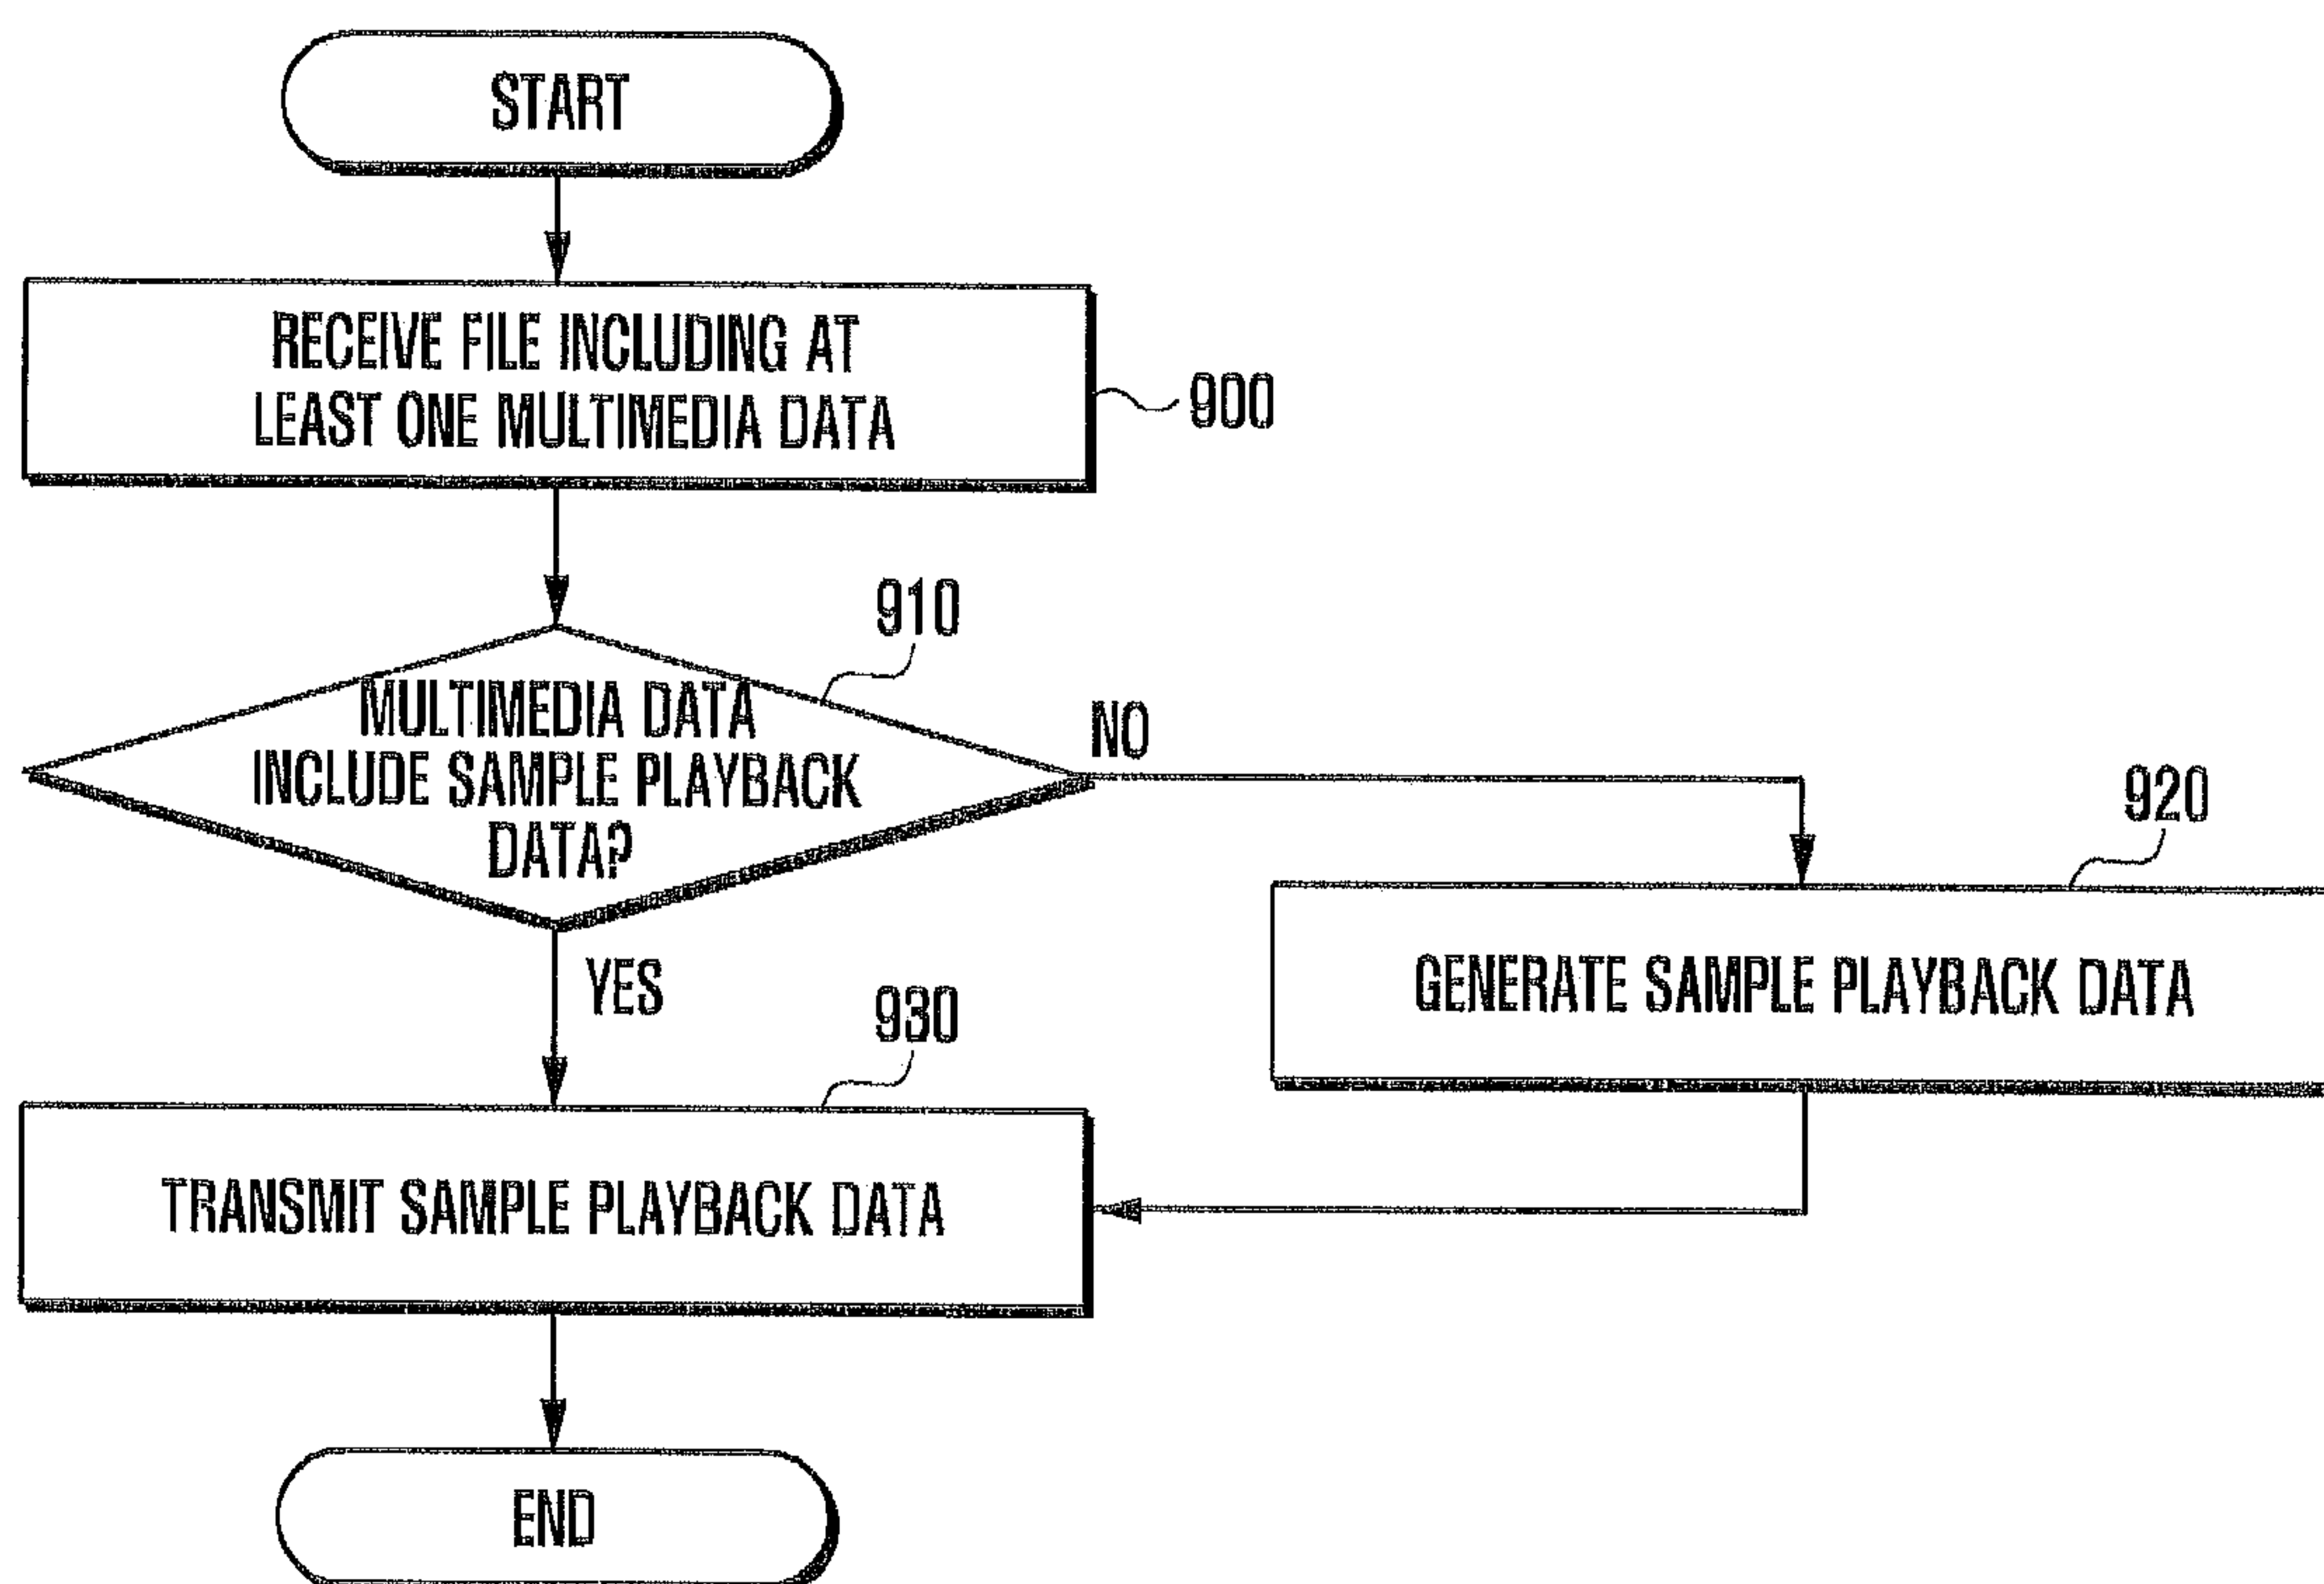 START
RECEIVE FILE INCLUDING AT
LEAST ONE MULTIMEDIA DATA
900
910
MULTIMEDIA DATA
INCLUDE SAMPLE PLAYBACK
DATA?
NO
920
GENERATE SAMPLE PLAYBACK DATA
YES
930
TRANSMIT SAMPLE PLAYBACK DATA
END